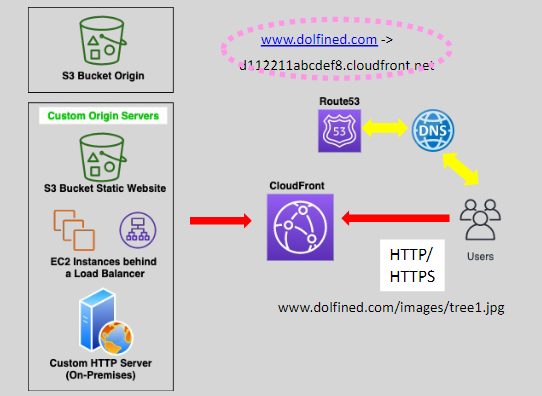 S3 Bucket Origin
www.dolfined.com ->
d112211abcdef8.cloudfront.net
Custom Origin Servers
S3 Bucket Static Website
EC2 Instances behind
a Load Balancer
Custom HTTP Server
(On-Premises)
Route53
53
DNS
CloudFront
Users
HTTP/
HTTPS
www.dolfined.com/images/tree1.jpg